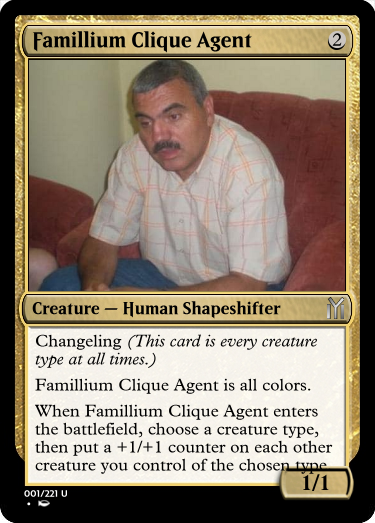 Famillium Clique Agent 2
Creature — Human Shapeshifter
Changeling (This card is every creature
type at all times.)
Famillium Clique Agent is all colors.
When Famillium Clique Agent enters
the battlefield, choose a creature type,
then put a +1/+1 counter on each other
creature you control of the chosen type
1/1
001/221 U